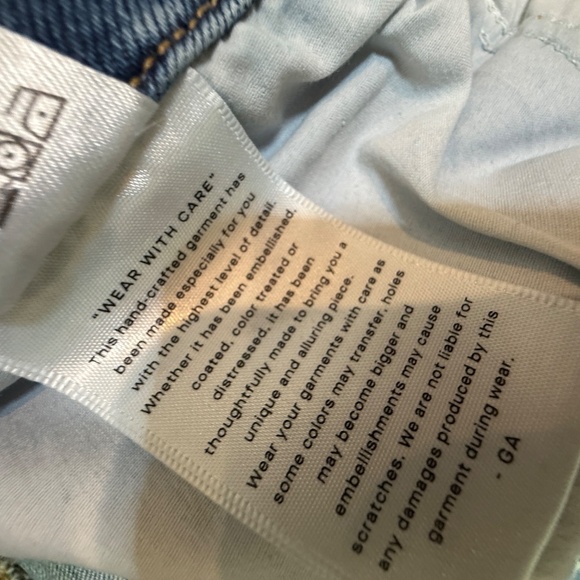 "WEAR WITH CARE"
This hand-crafted garment has
been made especially for you
with the highest level of detail.
Whether it has been embellished,
coated, color treated or
distressed. It has been
thoughtfully made to bring you a
unique and alluring piece.
Wear your garments with care as
some colors may transfer, holes
may become bigger and
embellishments may cause
scratches. We are not liable for
any damages produced by this
garment during wear.
- GA